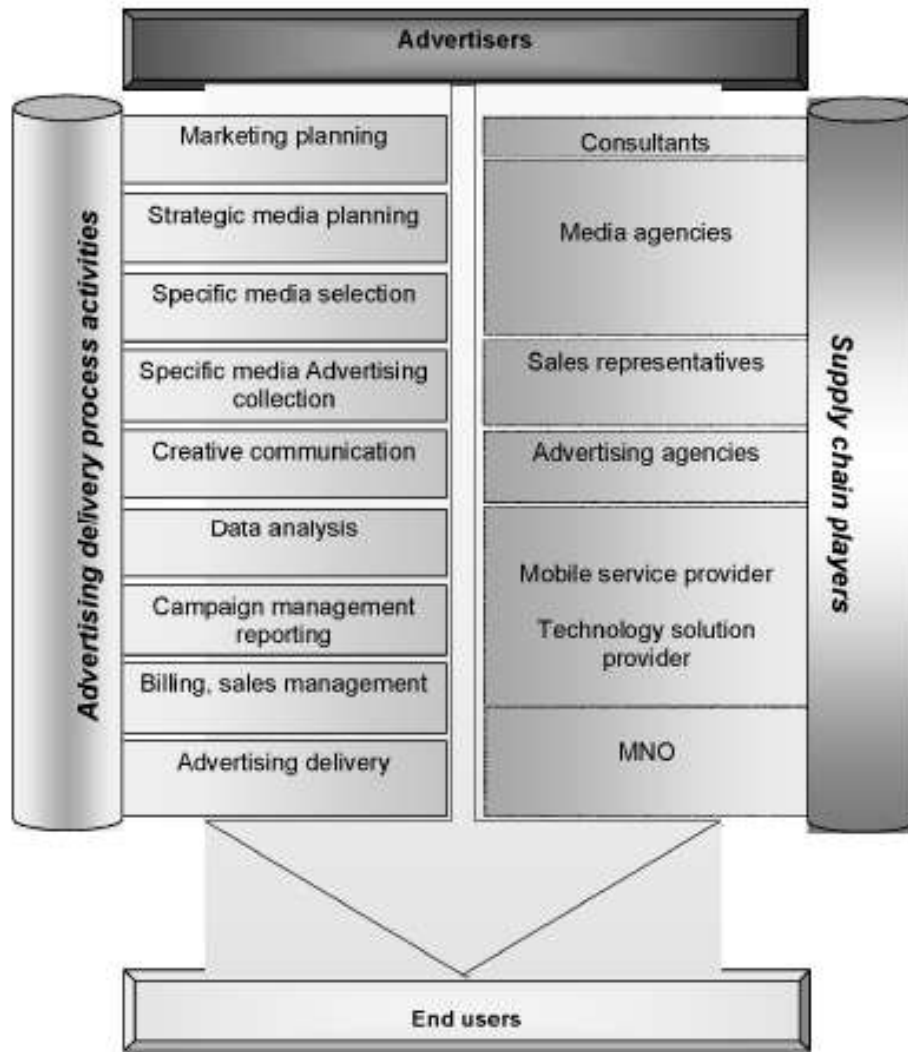 Advertisers
Advertising delivery process activities
Marketing planning
Strategic media planning
Specific media selection
Specific media Advertising
collection
Creative communication
Data analysis
Campaign management
reporting
Billing, sales management
Advertising delivery
Consultants
Media agencies
Sales representatives
Advertising agencies
Mobile service provider
Technology solution
provider
MNO
Supply chain players
End users